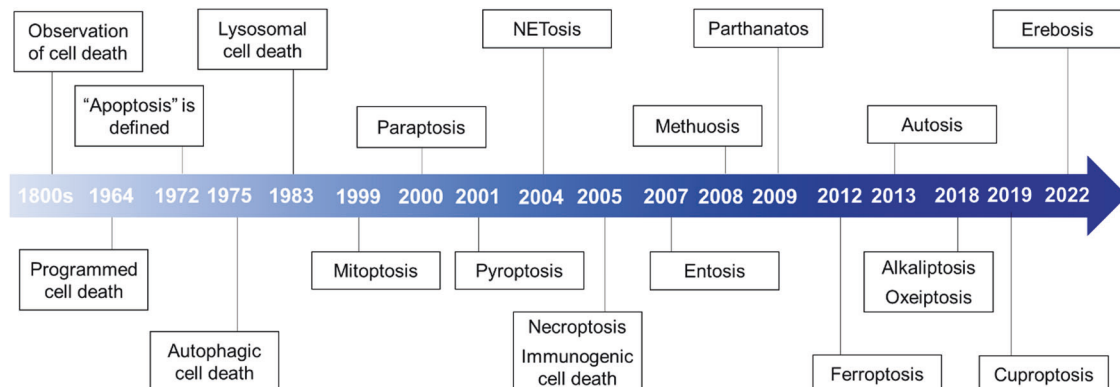 Observation
of cell death
Lysosomal
cell death
NETosis
Parthanatos
Erebosis
“Apoptosis” is
defined
Paraptosis
Methuosis
Autosis
1800s 1964 1972 1975 1983 1999 2000 2001 2004 2005 2007 2008 2009 2012 2013 2018 2019 2022
Programmed
cell death
Mitoptosis
Pyroptosis
Entosis
Alkaliptosis
Oxeiptosis
Autophagic
cell death
Necroptosis
Immunogenic
cell death
Ferroptosis
Cuproptosis